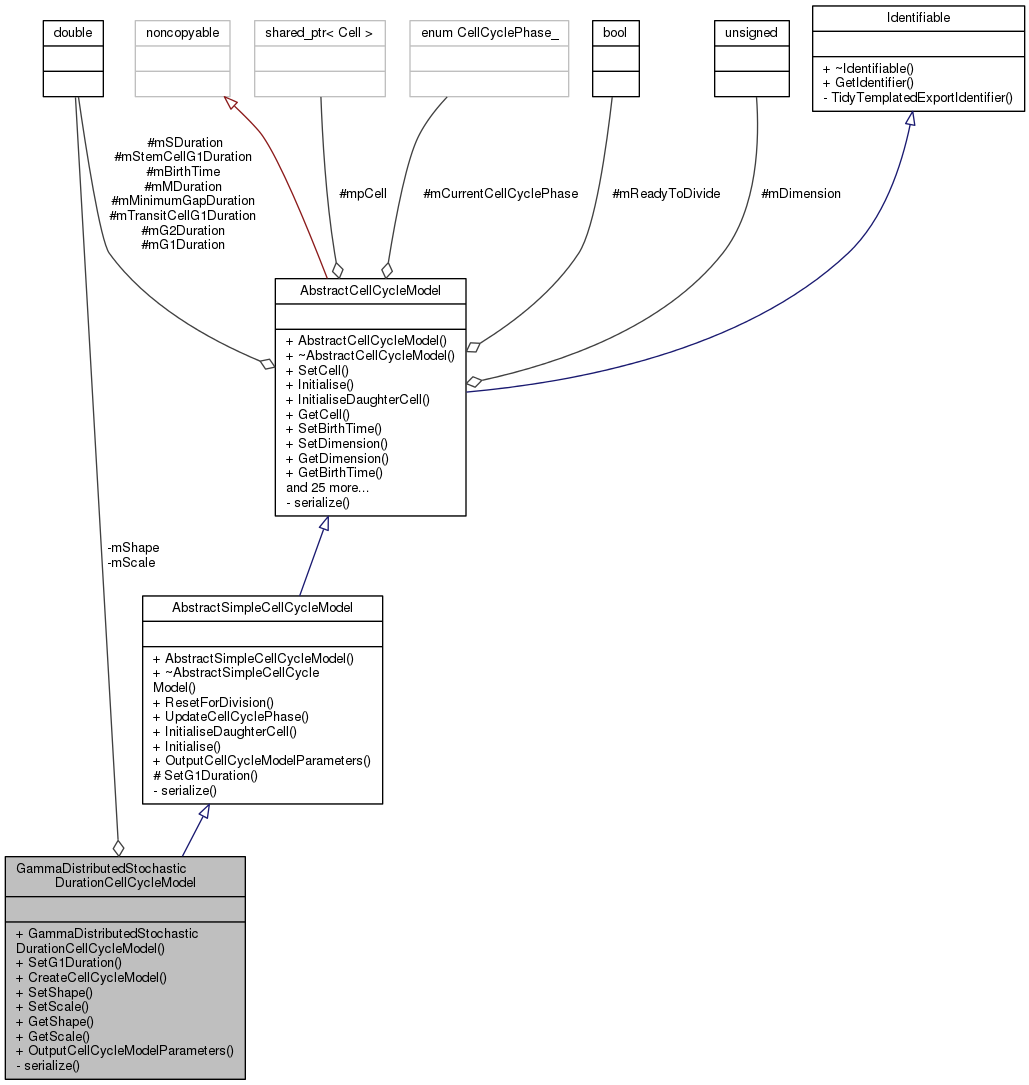 double
noncopyable
shared_ptr< Cell >
enum CellCyclePhase_
bool
unsigned
Identifiable
+ ~Identifiable()
+ GetIdentifier()
- TidyTemplatedExportIdentifier()
#mSDuration
#mStemCellG1Duration
#mBirthTime
#mMDuration
#mMinimumGapDuration
#mTransitCellG1Duration
#mG2Duration
#mG1Duration
#mpCell
#mCurrentCellCyclePhase
#mReadyToDivide
#mDimension
AbstractCellCycleModel
+ AbstractCellCycleModel()
+ ~AbstractCellCycleModel()
+ SetCell()
+ Initialise()
+ InitialiseDaughterCell()
+ GetCell()
+ SetBirthTime()
+ SetDimension()
+ GetDimension()
+ GetBirthTime()
and 25 more...
- serialize()
-mShape
-mScale
AbstractSimpleCellCycleModel
+ AbstractSimpleCellCycleModel()
+ ~AbstractSimpleCellCycle
Model()
+ ResetForDivision()
+ UpdateCellCyclePhase()
+ InitialiseDaughterCell()
+ Initialise()
+ OutputCellCycleModelParameters()
# SetG1Duration()
- serialize()
GammaDistributedStochastic
DurationCellCycleModel
+ GammaDistributedStochastic
DurationCellCycleModel()
+ SetG1Duration()
+ CreateCellCycleModel()
+ SetShape()
+ SetScale()
+ GetShape()
+ GetScale()
+ OutputCellCycleModelParameters()
- serialize()